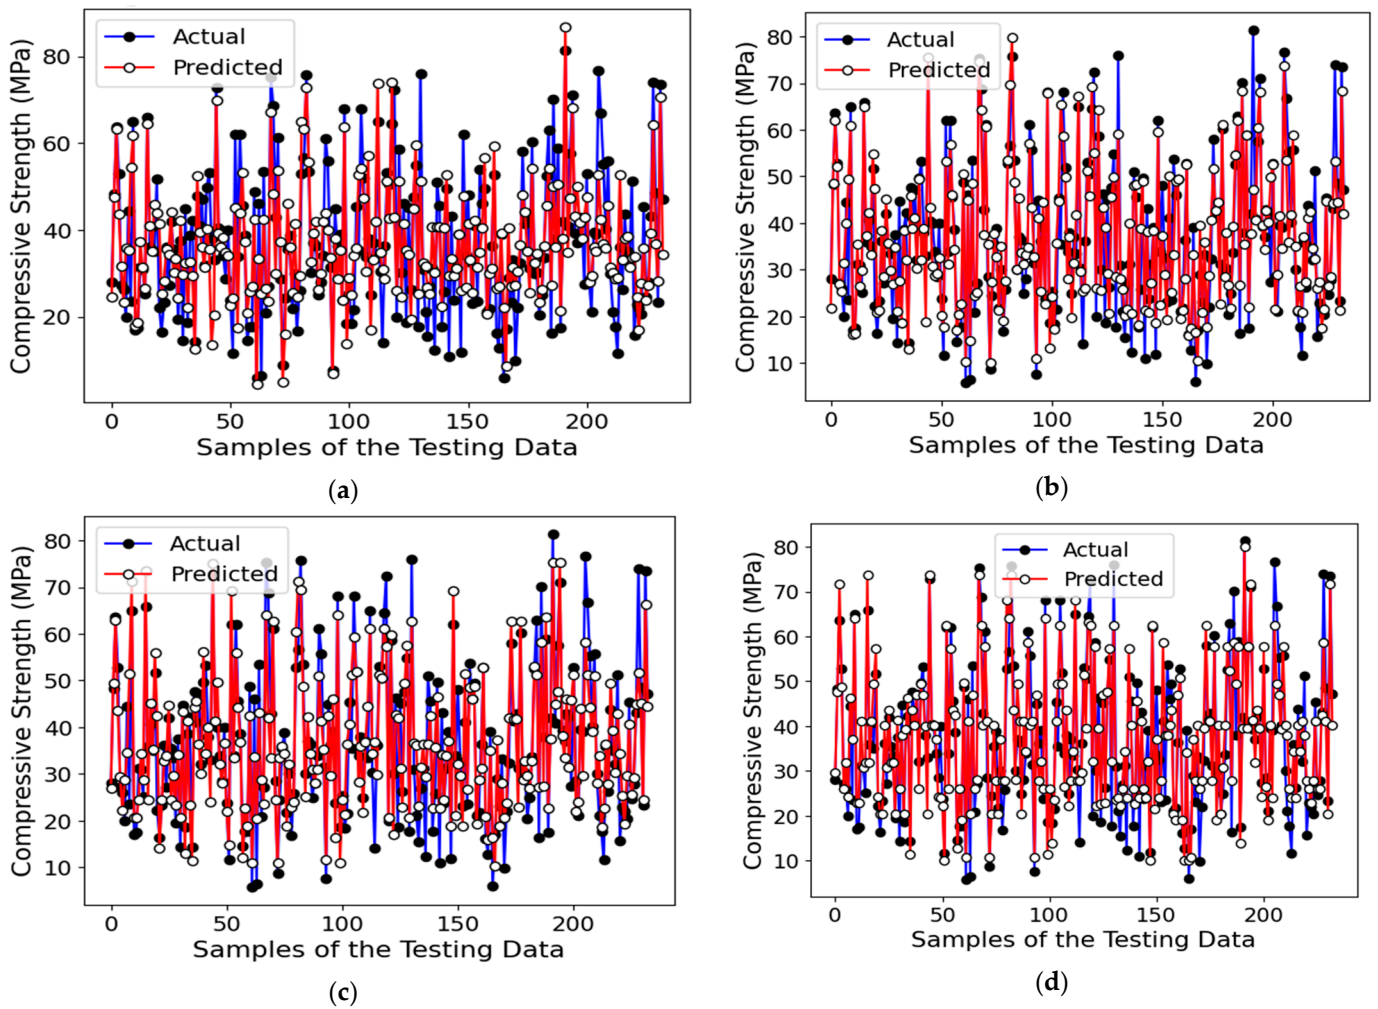 Actual
Predicted
Compressive Strength (MPa)
80
60
40
20
0 50 100 150 200
Samples of the Testing Data
(a)
Actual
Predicted
Compressive Strength (MPa)
80
70
60
50
40
30
20
10
0 50 100 150 200
Samples of the Testing Data
(b)
Actual
Predicted
Compressive Strength (MPa)
80
70
60
50
40
30
20
10
0 50 100 150 200
Samples of the Testing Data
(c)
Actual
Predicted
Compressive Strength (MPa)
80
70
60
50
40
30
20
10
0 50 100 150 200
Samples of the Testing Data
(d)